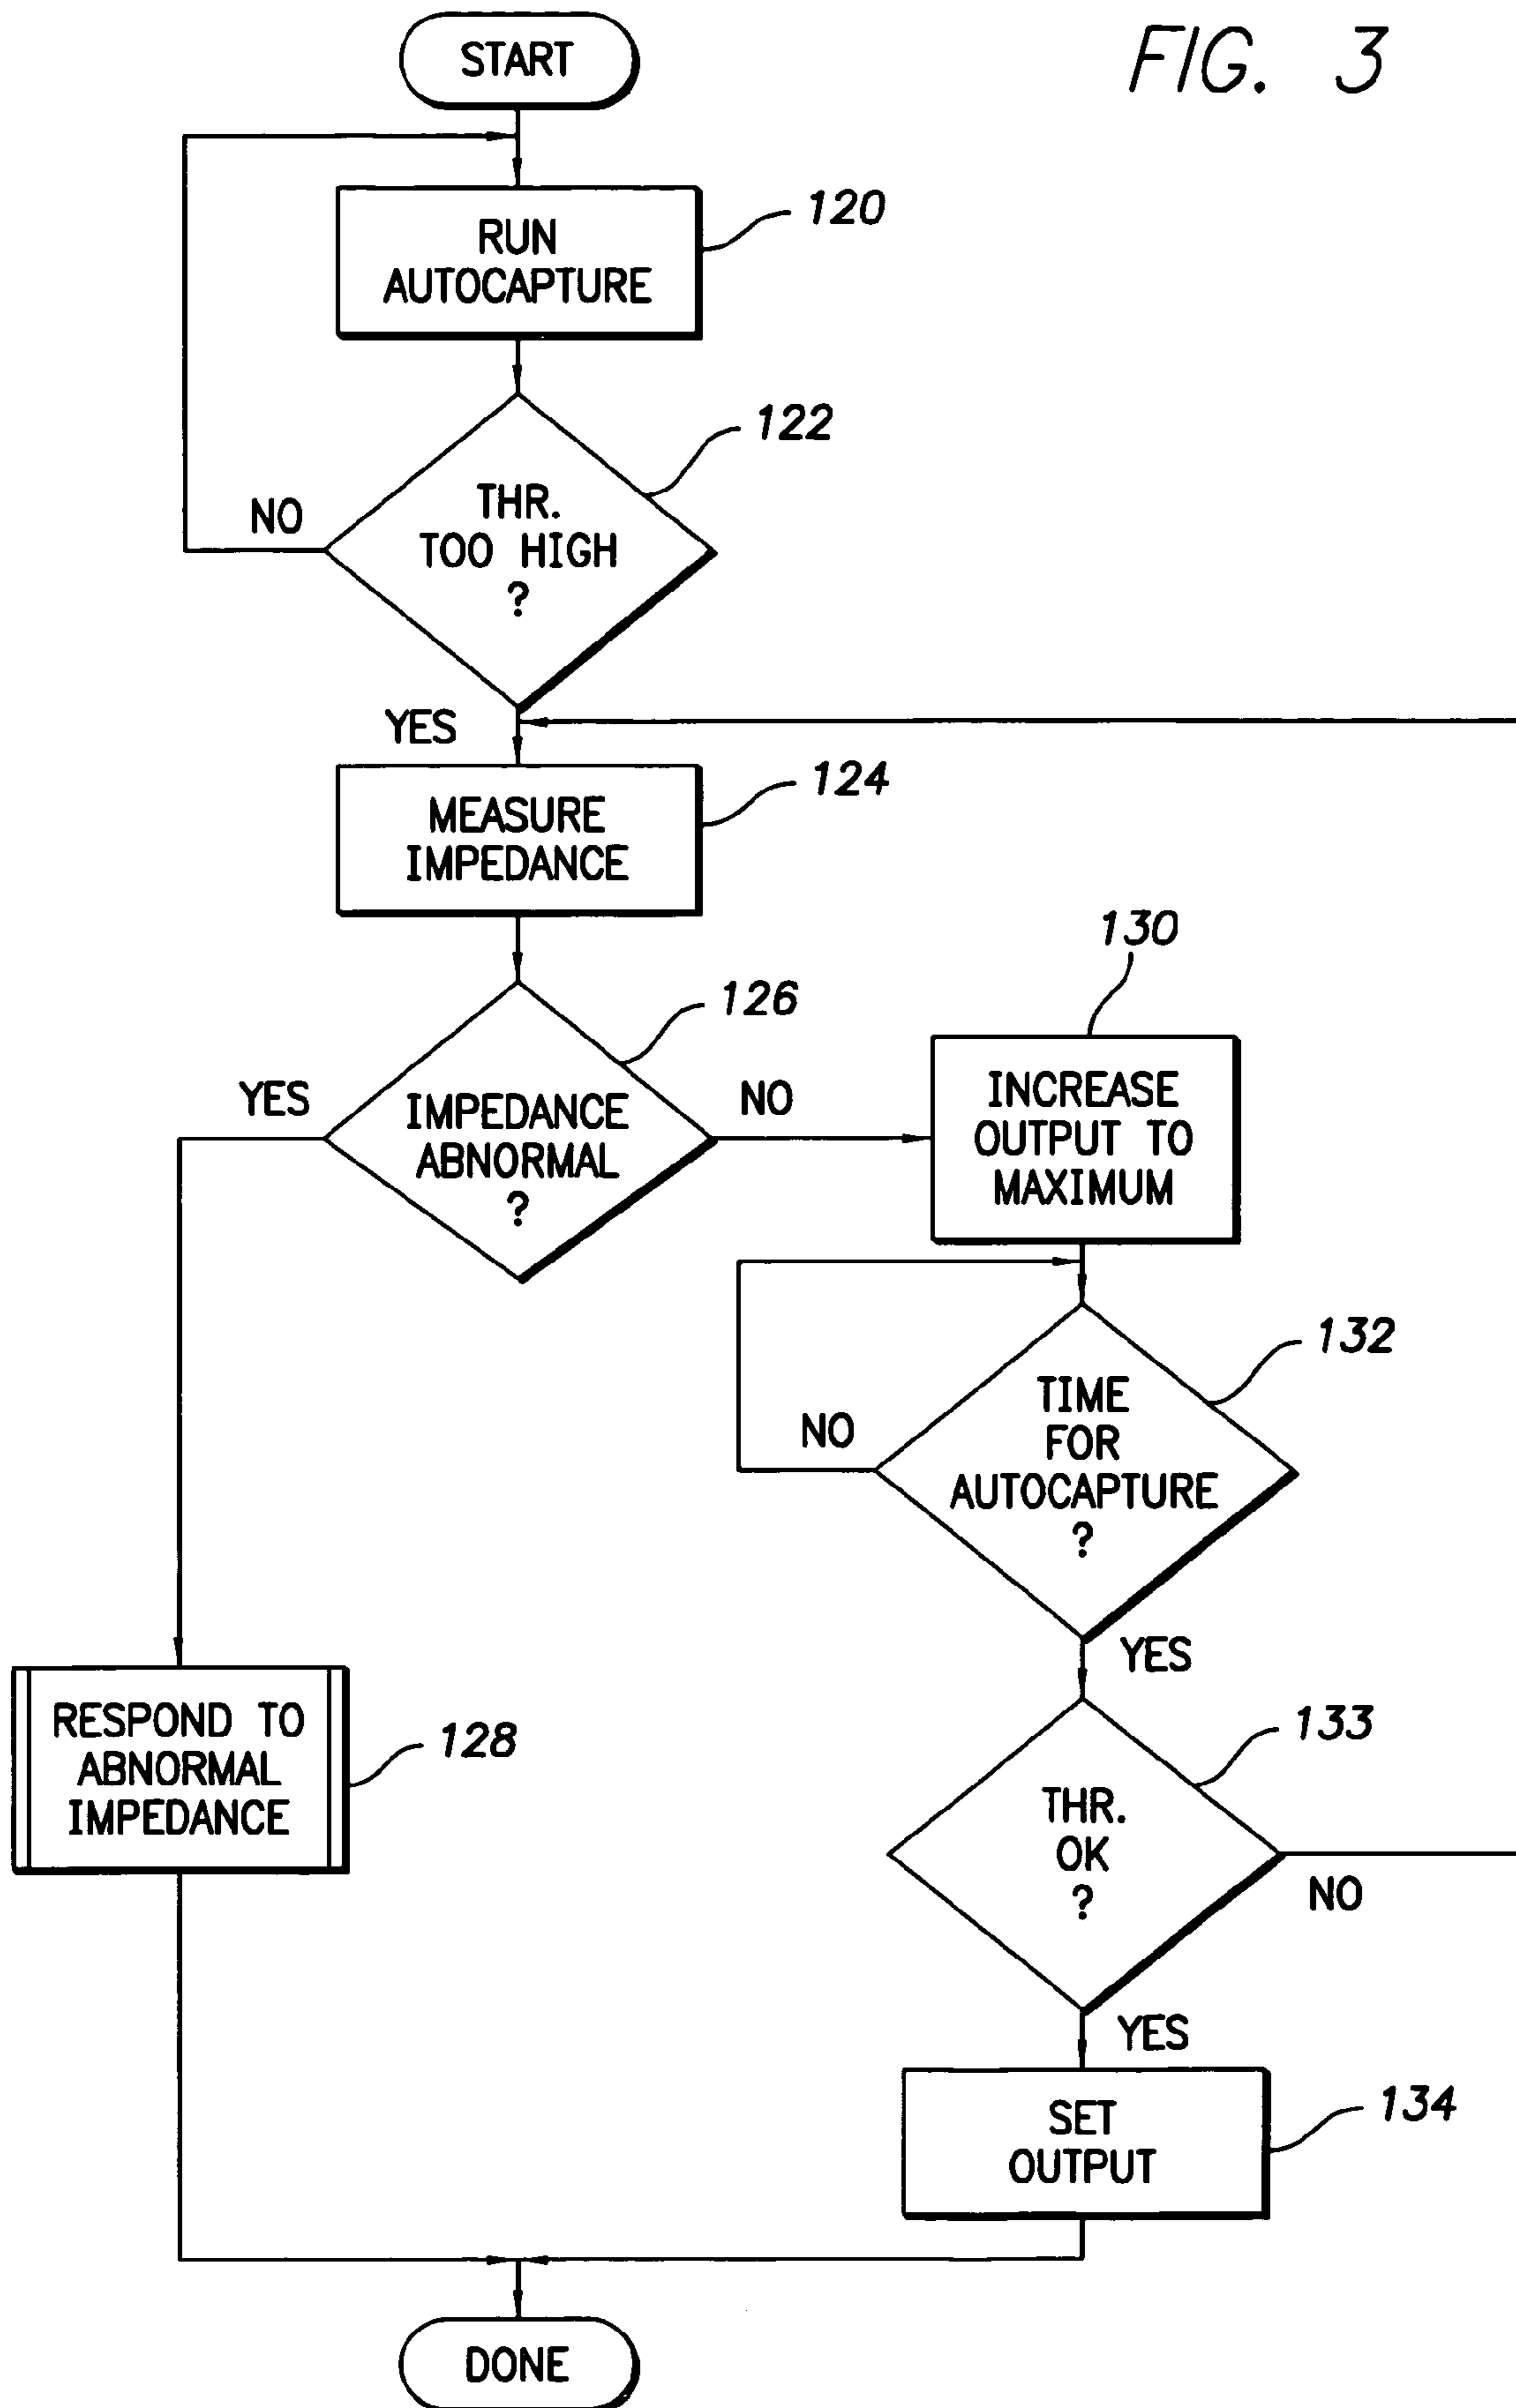 FIG. 3
START
RUN
AUTOCAPTURE
120
THR.
TOO HIGH
?
122
NO
YES
MEASURE
IMPEDANCE
124
IMPEDANCE
ABNORMAL
?
126
YES
NO
130
INCREASE
OUTPUT TO
MAXIMUM
TIME
FOR
AUTOCAPTURE
?
132
NO
YES
RESPOND TO
ABNORMAL
IMPEDANCE
128
THR.
OK
?
133
NO
YES
SET
OUTPUT
134
DONE